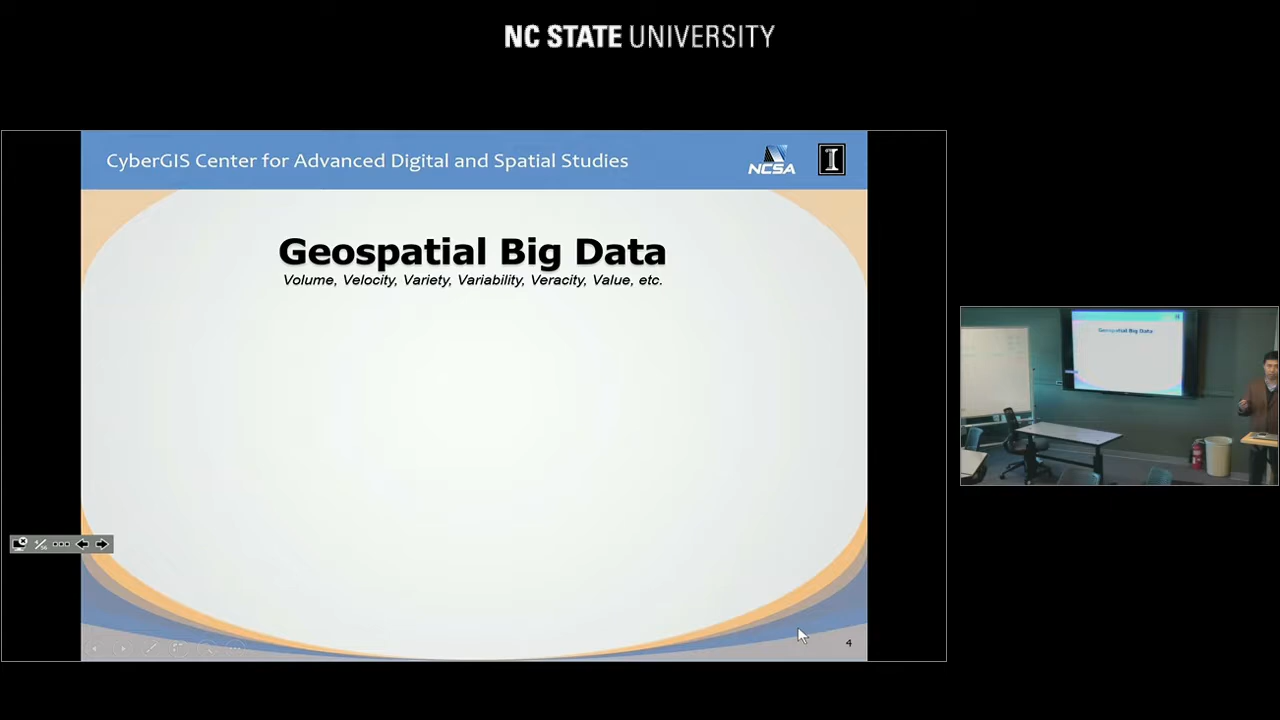 NC STATE UNIVERSITY
CyberGIS Center for Advanced Digital and Spatial Studies
NCSA
I
Geospatial Big Data
Volume, Velocity, Variety, Variability, Veracity, Value, etc.
Geospatial Big Data
4